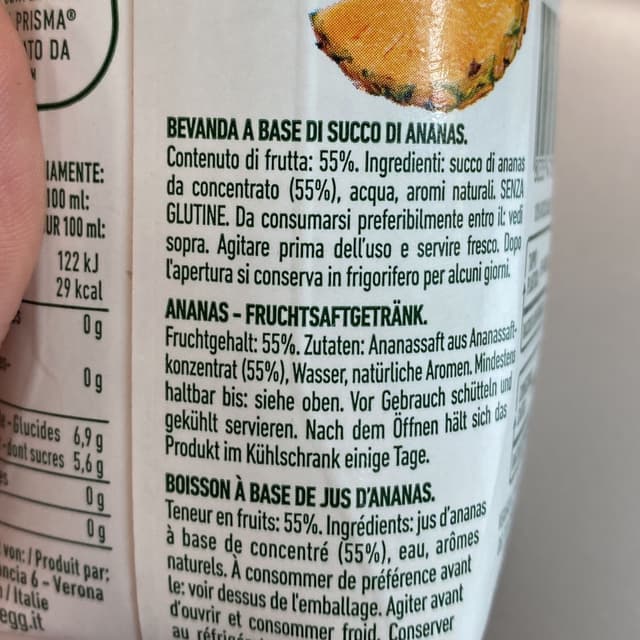 PRISMA®
TO DA
IAMENTE:
100 ml:
UR 100 ml:
122 kJ
29 kcal
0 g
0 g
-Glucides 6,9 g
-dont sucres 5,6 g
0 g
0 g
von: / Produit par:
ncia 6 - Verona
/ Italie
egg.it
BEVANDA A BASE DI SUCCO DI ANANAS.
Contenuto di frutta: 55%. Ingredienti: succo di ananas
da concentrato (55%), acqua, aromi naturali. SENZA
GLUTINE. Da consumarsi preferibilmente entro il: vedi
sopra. Agitare prima dell'uso e servire fresco. Dopo
l'apertura si conserva in frigorifero per alcuni giorni.
ANANAS - FRUCHTSAFTGETRÄNK.
Fruchtgehalt: 55%. Zutaten: Ananassaft aus Ananassaft-
konzentrat (55%), Wasser, natürliche Aromen. Mindestens
haltbar bis: siehe oben. Vor Gebrauch schütteln und
gekühlt servieren. Nach dem Öffnen hält sich das
Produkt im Kühlschrank einige Tage.
BOISSON À BASE DE JUS D'ANANAS.
Teneur en fruits: 55%. Ingrédients: jus d'ananas
à base de concentré (55%), eau, arômes
naturels. À consommer de préférence avant
le: voir dessus de l'emballage. Agiter avant
d'ouvrir et consommer froid. Conserver
au